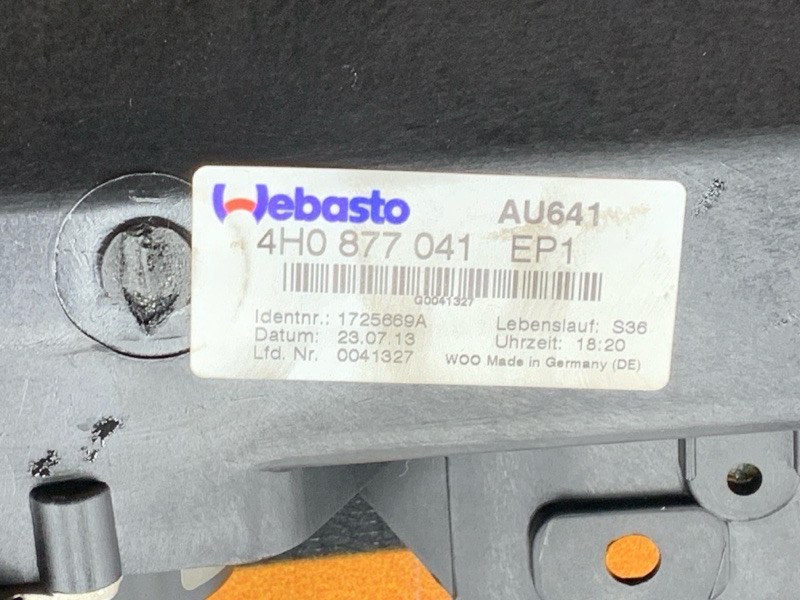 Webasto AU641
4H0 877 041 EP1
G0041327
Identnr.: 1725669A Lebenslauf: S36
Datum: 23.07.13 Uhrzeit: 18:20
Lfd. Nr. 0041327 WOO Made in Germany (DE)